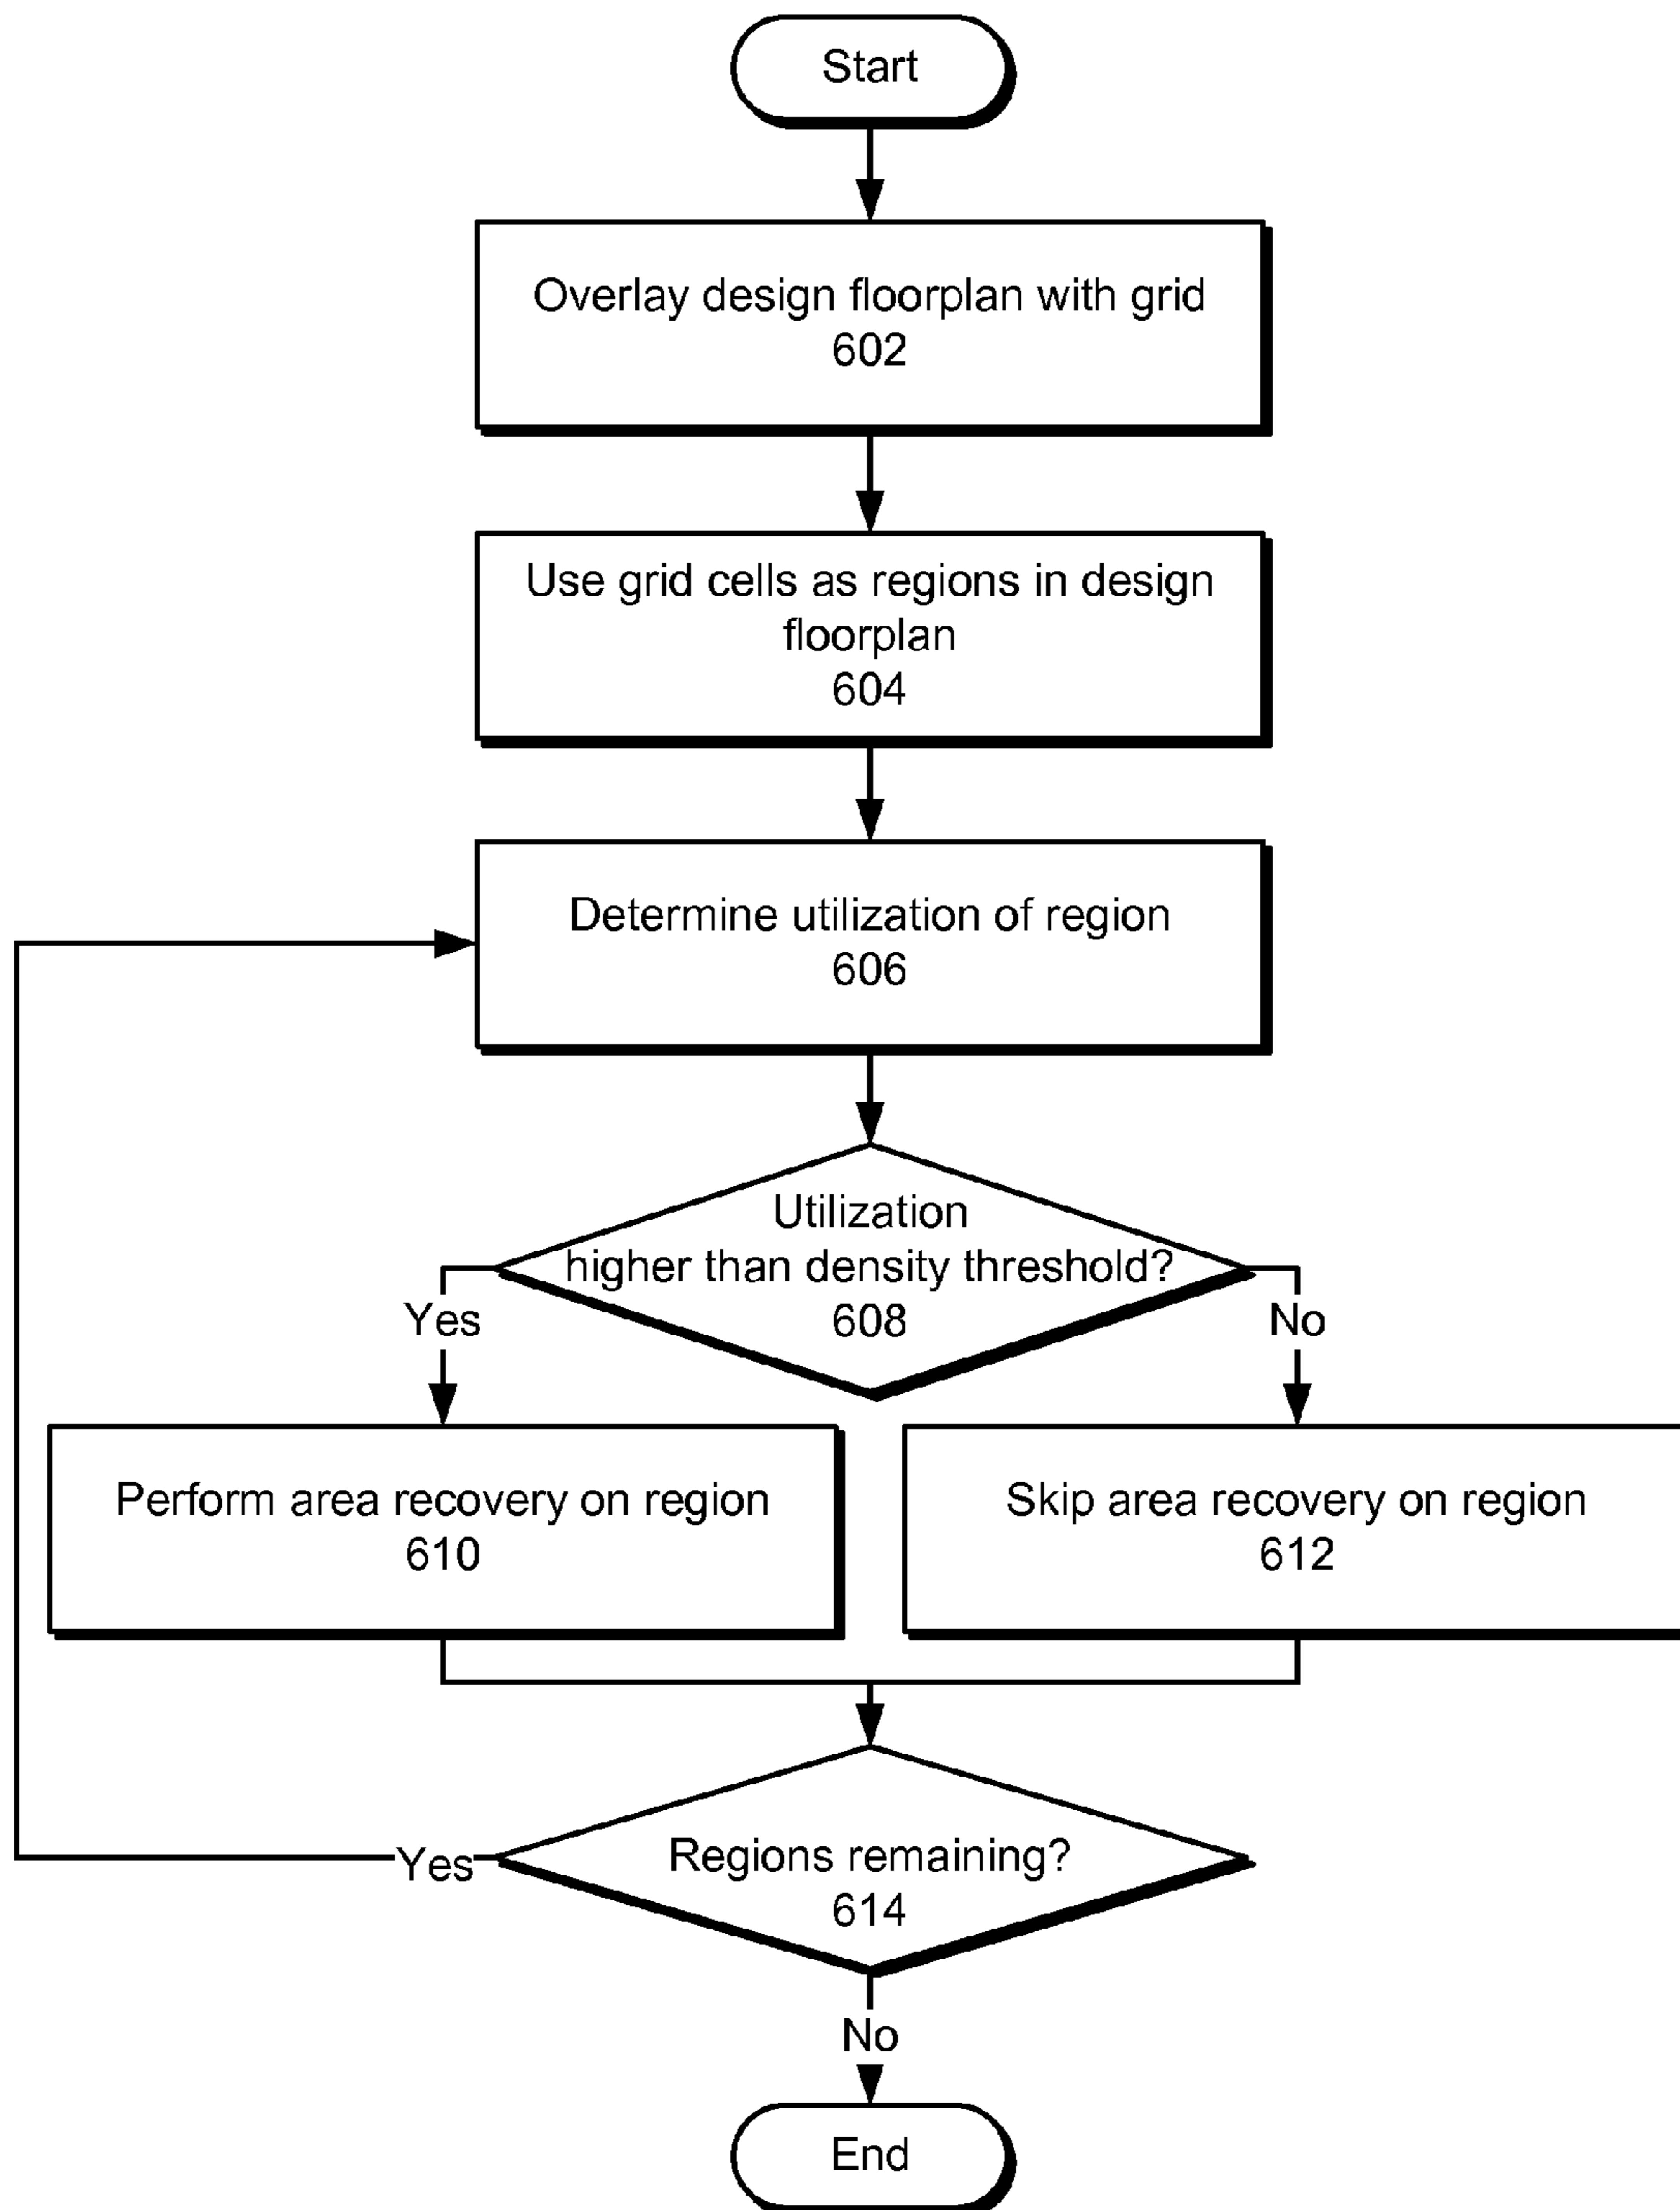 Start
Overlay design floorplan with grid
602
Use grid cells as regions in design
floorplan
604
Determine utilization of region
606
Utilization
higher than density threshold?
608
Yes
No
Perform area recovery on region
610
Skip area recovery on region
612
Regions remaining?
614
Yes
No
End